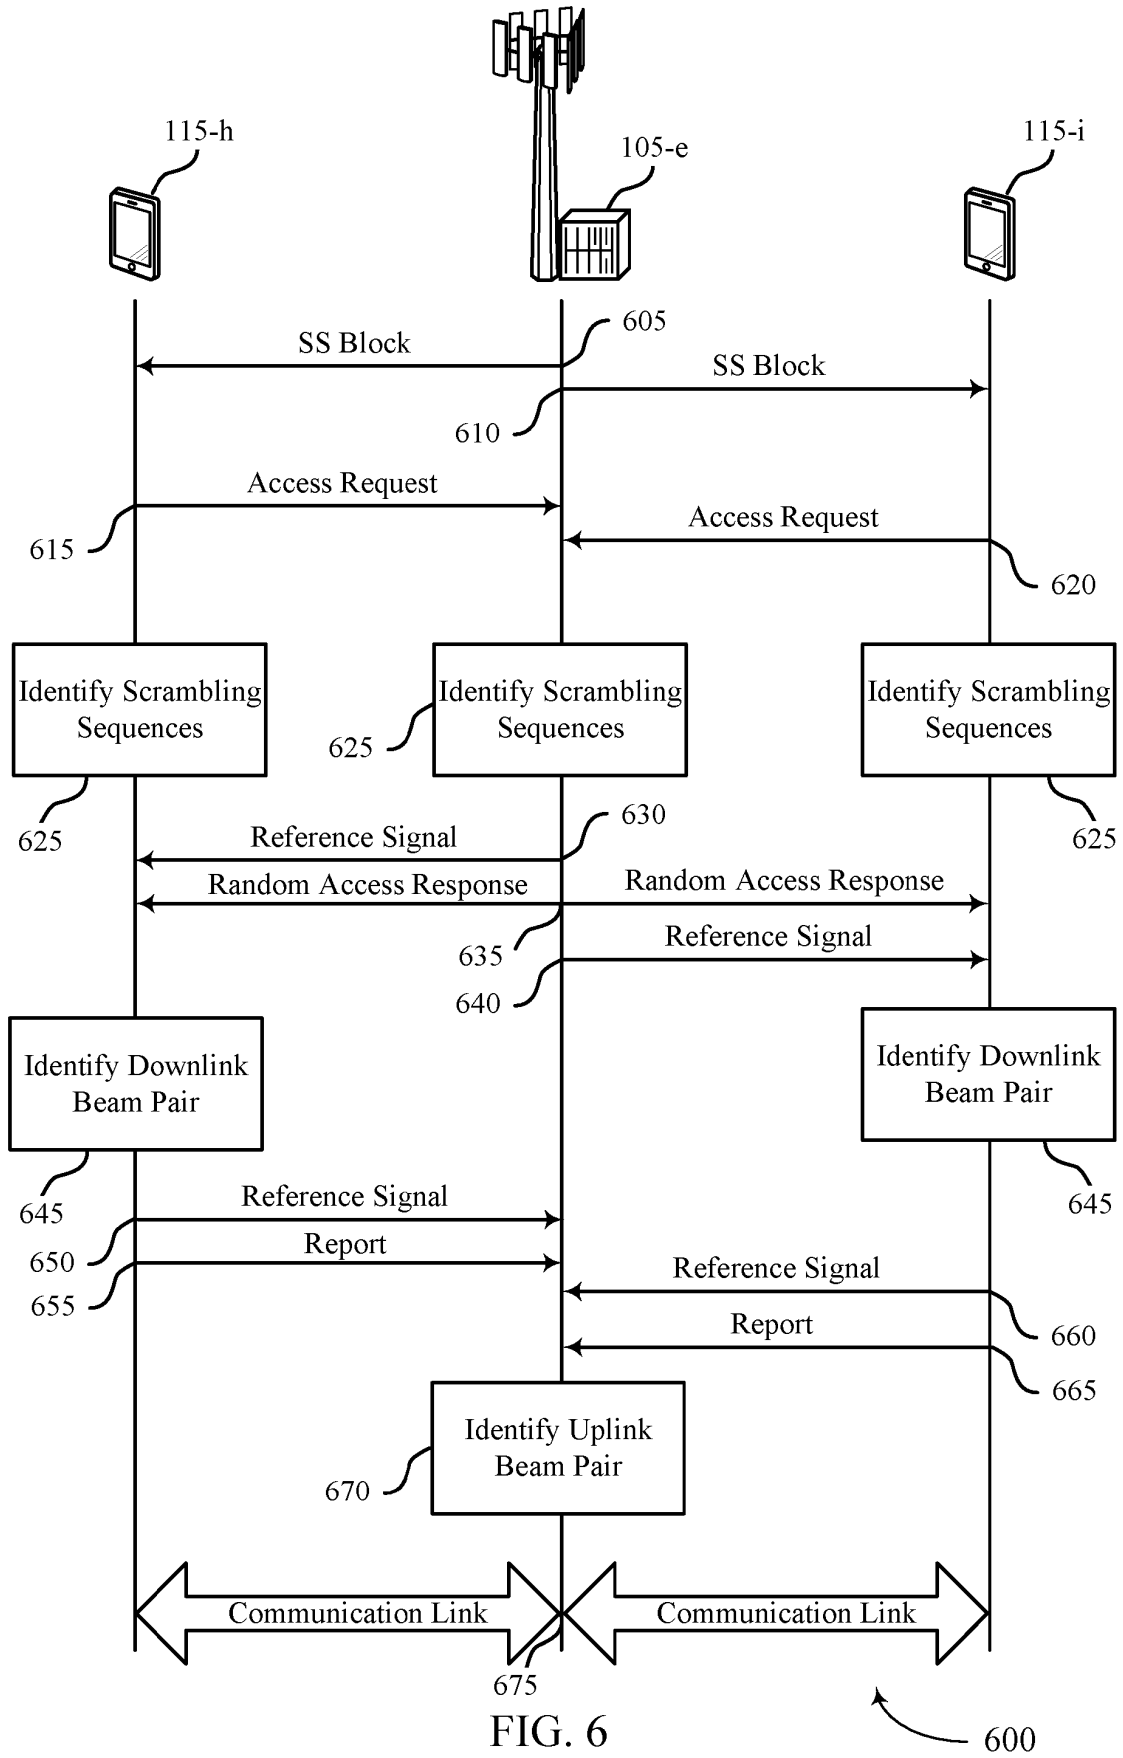 115-h
105-e
115-i
605
SS Block
SS Block
610
Access Request
Access Request
615
620
Identify Scrambling
Sequences
Identify Scrambling
Sequences
Identify Scrambling
Sequences
625
625
625
630
Reference Signal
Random Access Response
Random Access Response
635
Reference Signal
640
Identify Downlink
Beam Pair
Identify Downlink
Beam Pair
645
645
Reference Signal
650
Report
655
Reference Signal
660
Report
665
Identify Uplink
Beam Pair
670
Communication Link
Communication Link
675
FIG. 6
600